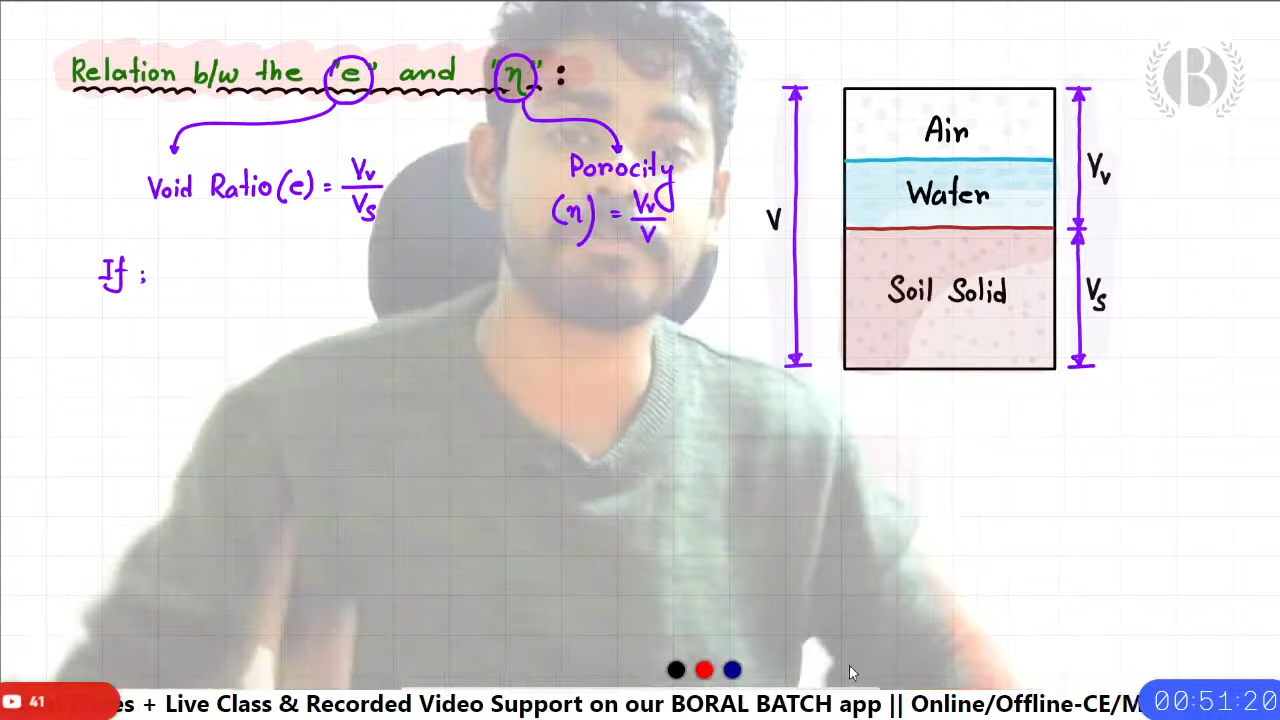 Relation b/w the "e" and "η" :
Void Ratio (e) = Vv/Vs
Porocity
(η) = Vv/V
If ;
V
Air
Water
Soil Solid
Vv
Vs
B
41
es + Live Class & Recorded Video Support on our BORAL BATCH app || Online/Offline-CE/M
00:51:20